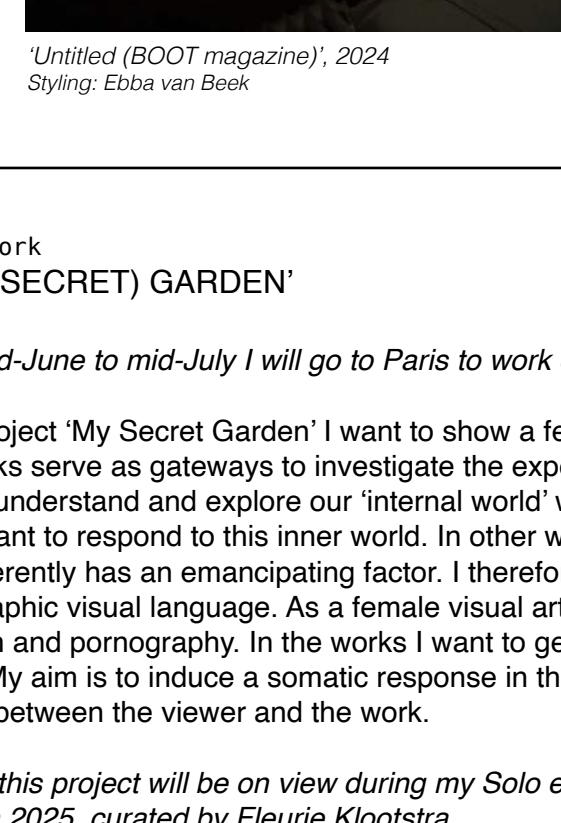 ‘Untitled (BOOT magazine)’, 2024
Styling: Ebba van Beek
ork
SECRET) GARDEN’
d-June to mid-July I will go to Paris to work
oject ‘My Secret Garden’ I want to show a fe
ks serve as gateways to investigate the exp
understand and explore our ‘internal world’
ant to respond to this inner world. In other w
erently has an emancipating factor. I therefor
aphic visual language. As a female visual art
n and pornography. In the works I want to ge
My aim is to induce a somatic response in th
between the viewer and the work.
this project will be on view during my Solo e
2025, curated by Fleurie Klootstra